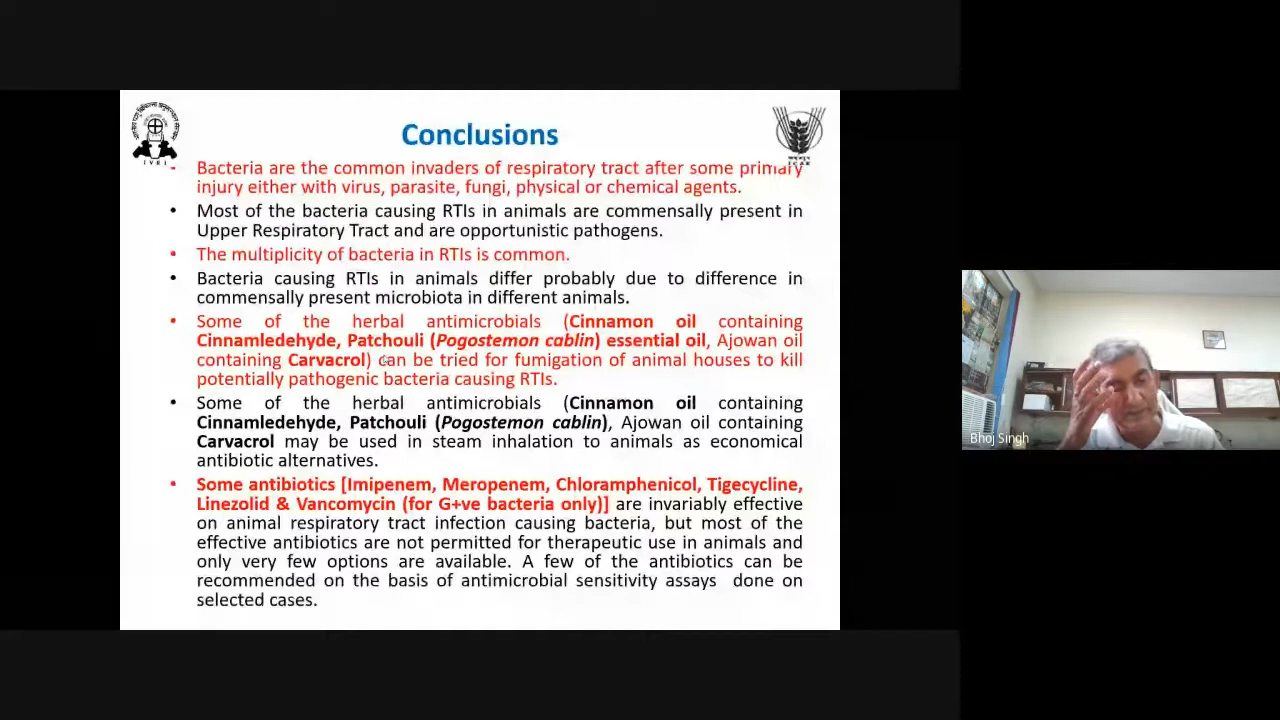 Conclusions
Bacteria are the common invaders of respiratory tract after some primary
injury either with virus, parasite, fungi, physical or chemical agents.
• Most of the bacteria causing RTIs in animals are commensally present in
Upper Respiratory Tract and are opportunistic pathogens.
• The multiplicity of bacteria in RTIs is common.
• Bacteria causing RTIs in animals differ probably due to difference in
commensally present microbiota in different animals.
• Some of the herbal antimicrobials (Cinnamon oil containing
Cinnamledehyde, Patchouli (Pogostemon cablin) essential oil, Ajowan oil
containing Carvacrol) can be tried for fumigation of animal houses to kill
potentially pathogenic bacteria causing RTIs.
• Some of the herbal antimicrobials (Cinnamon oil containing
Cinnamledehyde, Patchouli (Pogostemon cablin), Ajowan oil containing
Carvacrol may be used in steam inhalation to animals as economical
antibiotic alternatives.
• Some antibiotics [Imipenem, Meropenem, Chloramphenicol, Tigecycline,
Linezolid & Vancomycin (for G+ve bacteria only)] are invariably effective
on animal respiratory tract infection causing bacteria, but most of the
effective antibiotics are not permitted for therapeutic use in animals and
only very few options are available. A few of the antibiotics can be
recommended on the basis of antimicrobial sensitivity assays done on
selected cases.
I V R I
I C A R
Bhoj Singh